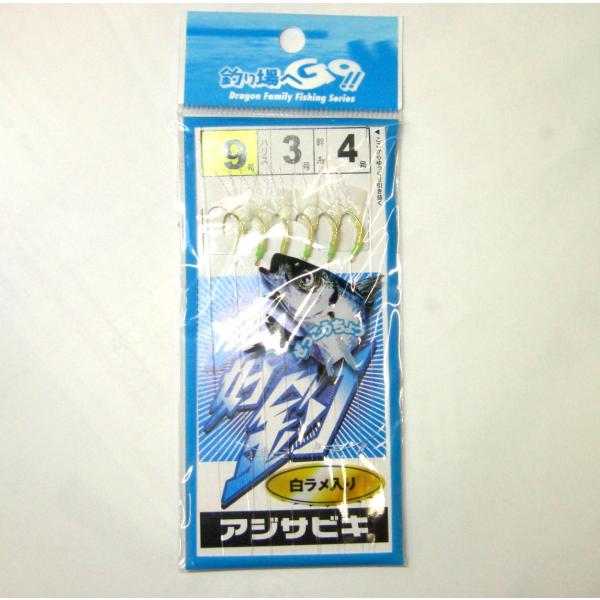 釣り場へGO!!
Dragon Family Fishing Series
9号 ハリス 3号 幹糸 4号
釣
白ラメ入り
アジサビキ